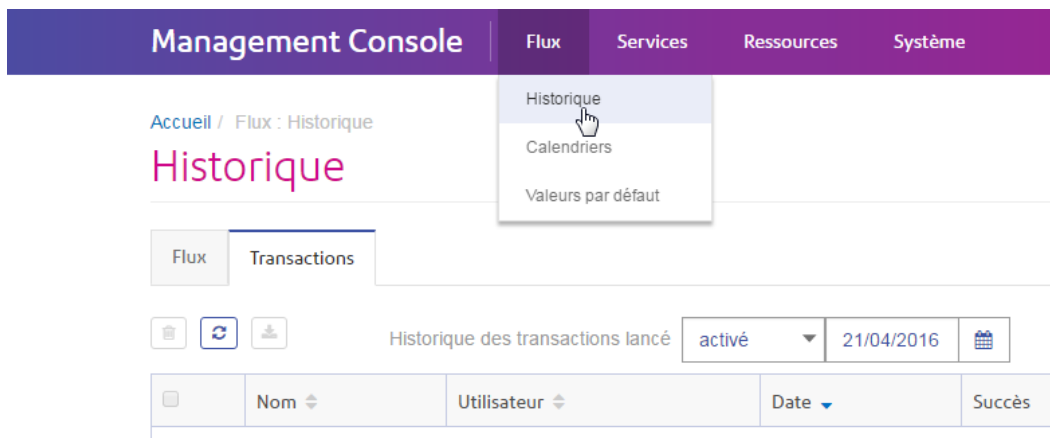 Management Console Flux Services Ressources Système
Historique
Accueil / Flux : Historique
Calendriers
Historique
Valeurs par défaut
Flux Transactions
Historique des transactions lancé activé 21/04/2016
Nom Utilisateur Date Succès